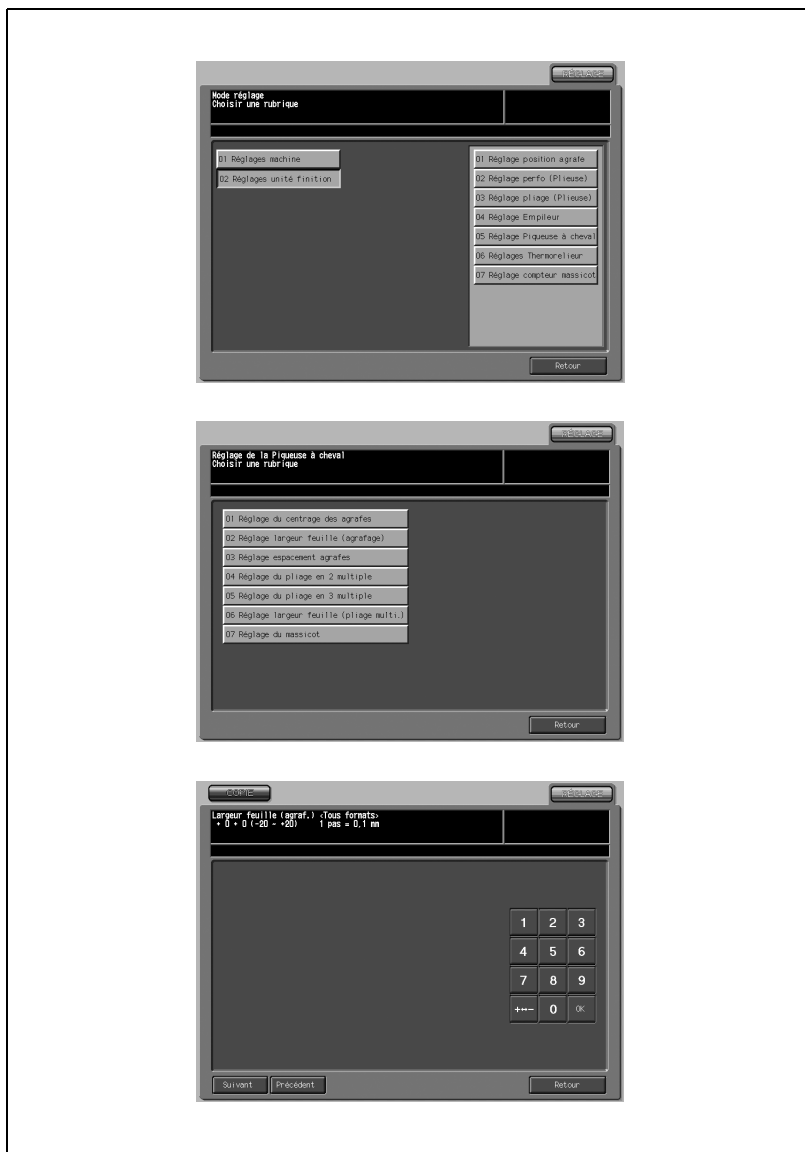 RÉGLAGE
Mode réglage
Choisir une rubrique
01 Réglages machine
02 Réglages unité finition
01 Réglage position agrafe
02 Réglage perfo (Plieuse)
03 Réglage pliage (Plieuse)
04 Réglage Empileur
05 Réglage Piqueuse à cheval
06 Réglages Thermorelieur
07 Réglage compteur massicot
Retour
RÉGLAGE
Réglage de la Piqueuse à cheval
Choisir une rubrique
01 Réglage du centrage des agrafes
02 Réglage largeur feuille (agrafage)
03 Réglage espacement agrafes
04 Réglage du pliage en 2 multiple
05 Réglage du pliage en 3 multiple
06 Réglage largeur feuille (pliage multi.)
07 Réglage du massicot
Retour
COPIE RÉGLAGE
Largeur feuille (agraf.) <Tous formats>
+ 0 + 0 (-20 ~ +20) 1 pas = 0,1 mm
1 2 3
4 5 6
7 8 9
+↔- 0 OK
Suivant Précédent Retour